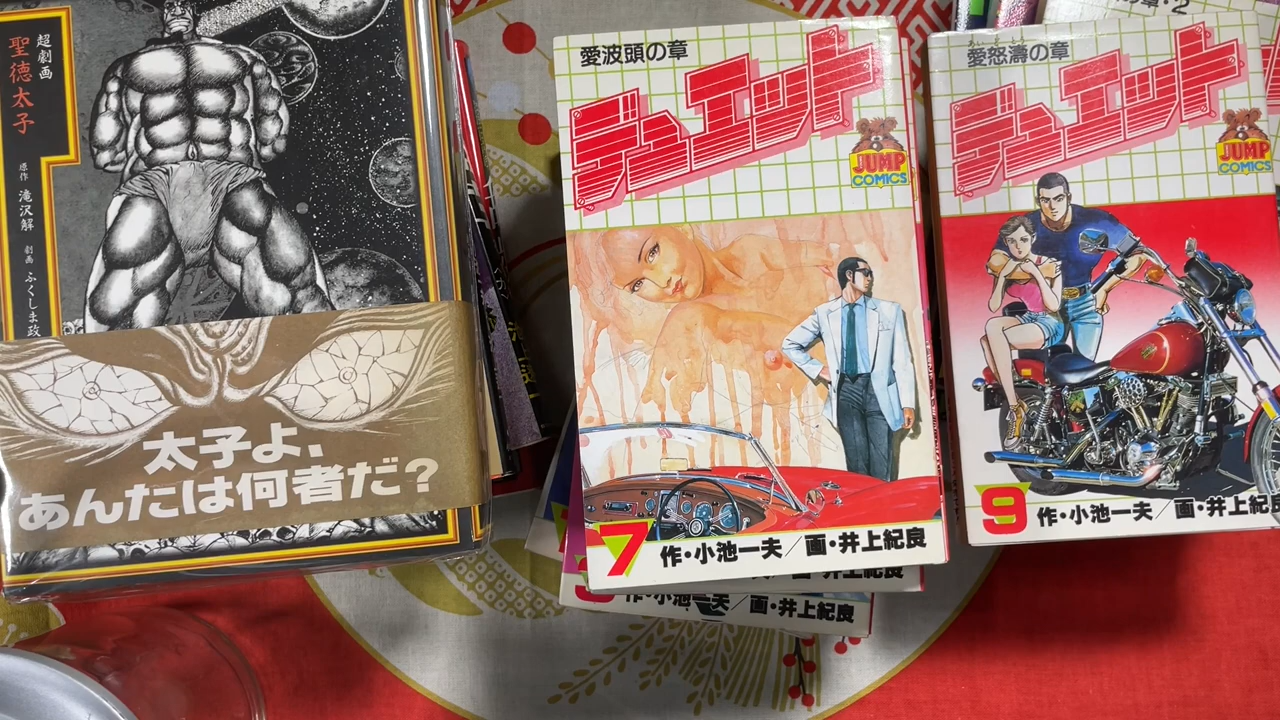 超劇画
聖徳太子
原作 滝沢解
劇画 ふくしま政
太子よ、
あんたは何者だ?
愛波頭の章
デュエット
JUMP
COMICS
7
作・小池一夫/画・井上紀良
作・小池一夫/画・井上紀良
愛怒濤の章
デュエット
JUMP
COMICS
9
作・小池一夫/画・井上紀良